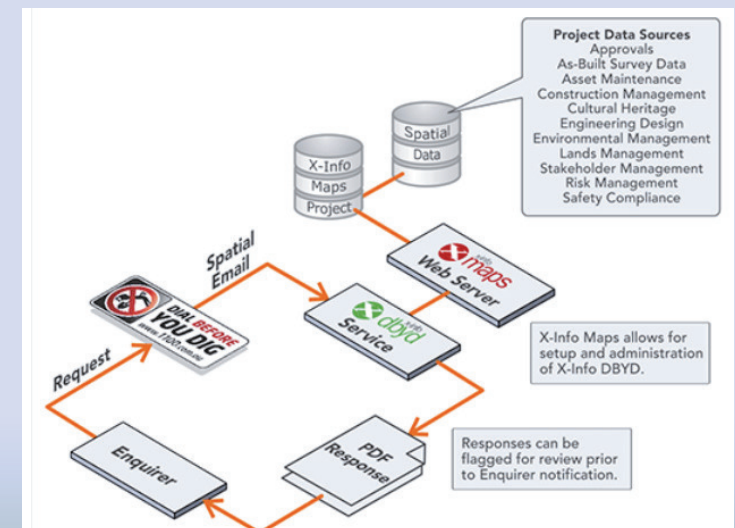 Project Data Sources
Approvals
As-Built Survey Data
Asset Maintenance
Construction Management
Cultural Heritage
Engineering Design
Environmental Management
Lands Management
Stakeholder Management
Risk Management
Safety Compliance
Spatial
Data
X-Info
Maps
Project
x-info
maps
Web Server
Spatial
Email
x-info
dbyd
Service
DIAL BEFORE
YOU DIG
www.1100.com.au
X-Info Maps allows for
setup and administration
of X-Info DBYD.
Request
Enquirer
PDF
Response
Responses can be
flagged for review prior
to Enquirer notification.